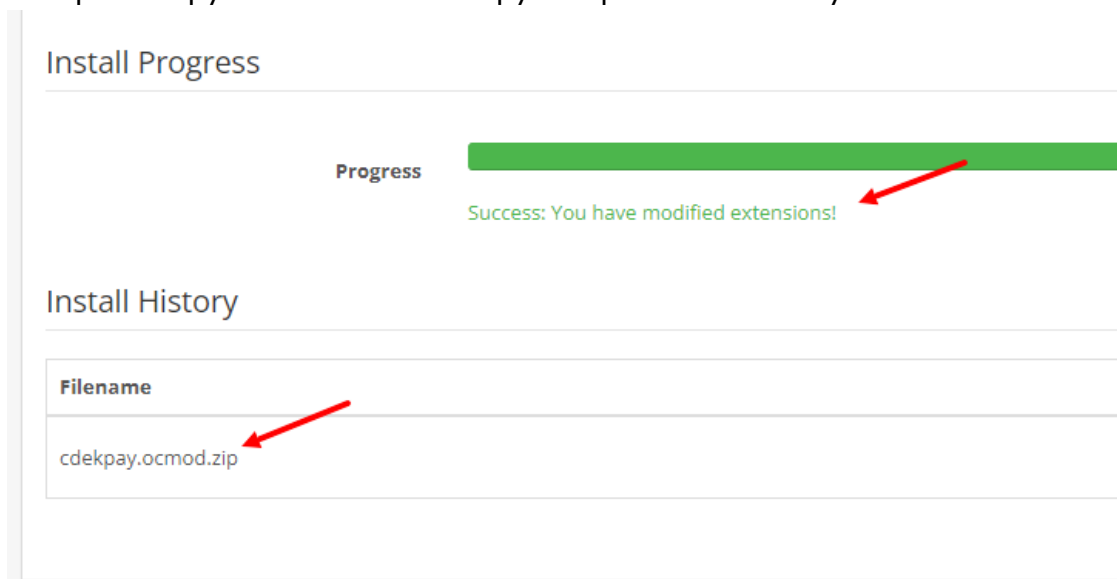 Install Progress
Progress
Success: You have modified extensions!
Install History
Filename
cdekpay.ocmod.zip